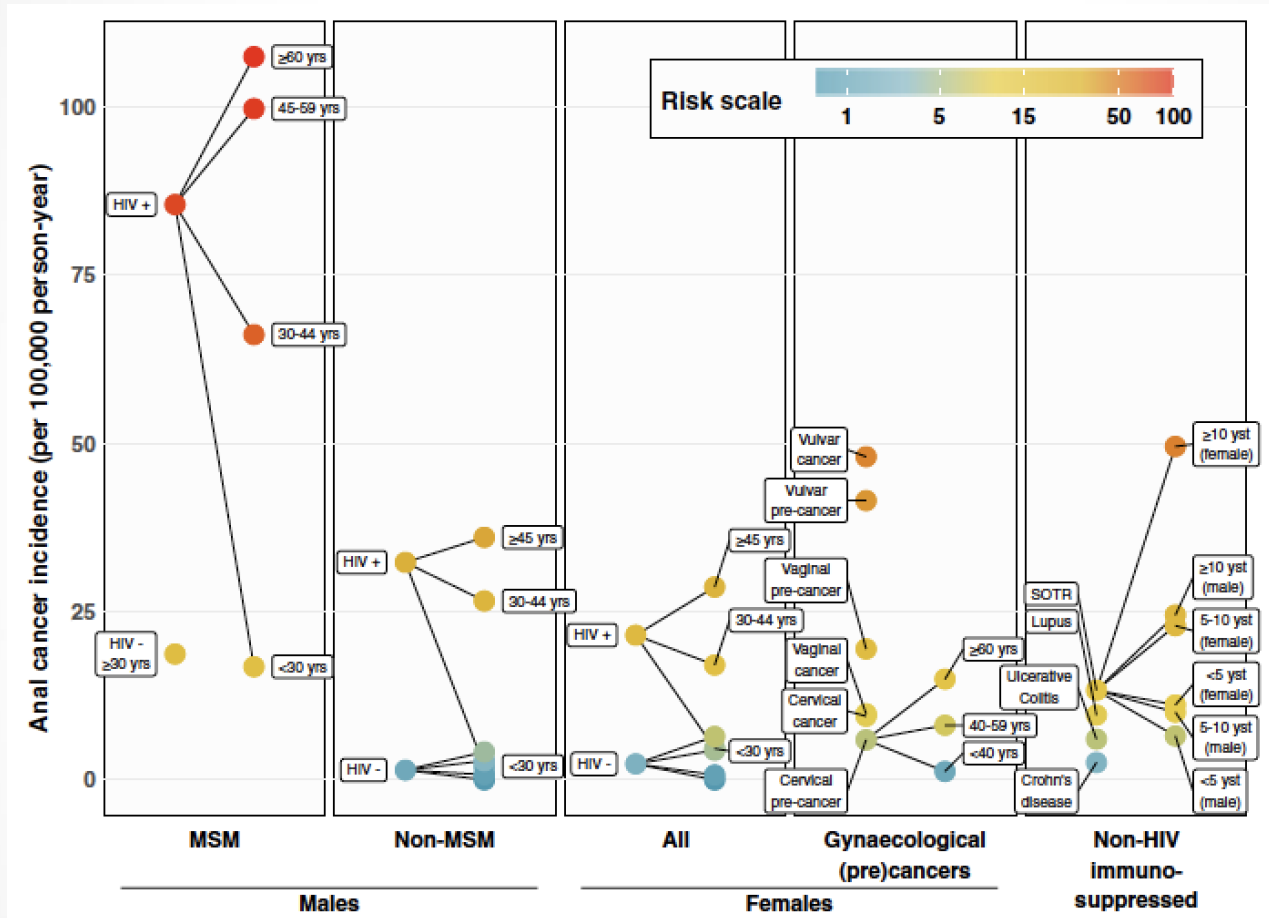 Anal cancer incidence (per 100,000 person-year)
100
75
50
25
0
Risk scale
1 5 15 50 100
≥60 yrs
45-59 yrs
HIV +
30-44 yrs
HIV -
≥30 yrs
<30 yrs
HIV +
≥45 yrs
30-44 yrs
HIV -
<30 yrs
≥45 yrs
30-44 yrs
HIV +
HIV -
<30 yrs
Vulvar
cancer
Vulvar
pre-cancer
Vaginal
pre-cancer
Vaginal
cancer
Cervical
cancer
Cervical
pre-cancer
≥60 yrs
40-59 yrs
<40 yrs
SOTR
Lupus
Ulcerative
Colitis
Crohn's
disease
≥10 yst
(female)
≥10 yst
(male)
5-10 yst
(female)
<5 yst
(female)
5-10 yst
(male)
<5 yst
(male)
MSM
Non-MSM
All
Gynaecological
(pre)cancers
Non-HIV
immuno-
suppressed
Males
Females